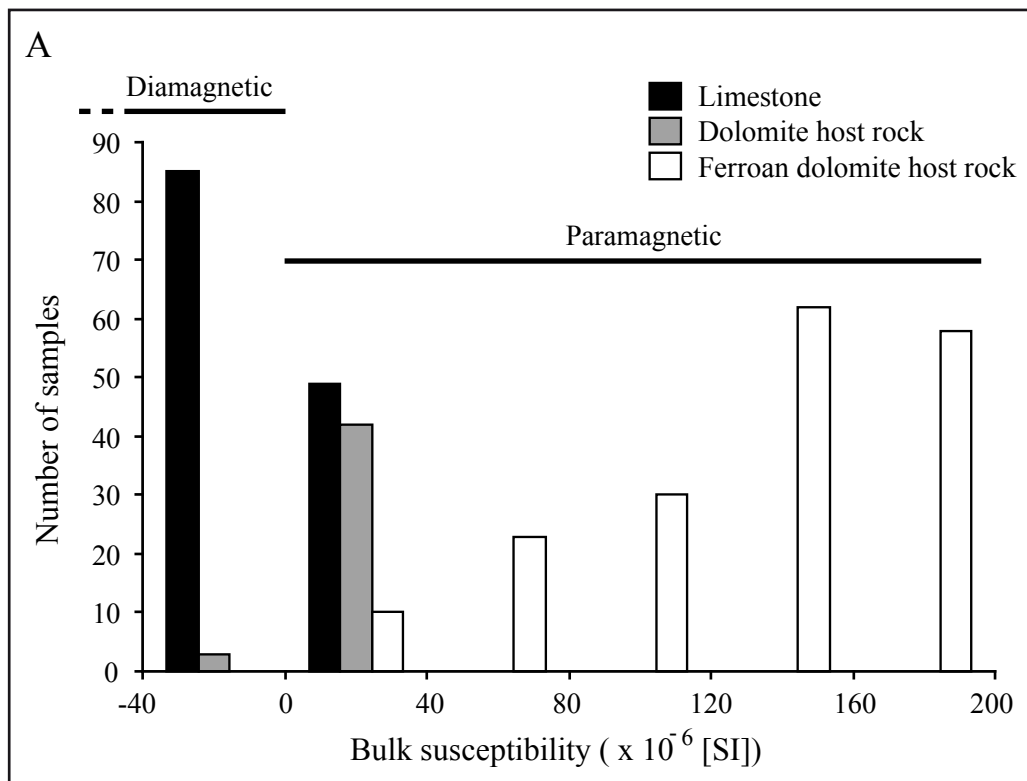 A
Diamagnetic
Limestone
Dolomite host rock
Ferroan dolomite host rock
Paramagnetic
Number of samples
90
80
70
60
50
40
30
20
10
0
-40 0 40 80 120 160 200
Bulk susceptibility ( x 10⁻⁶ [SI])